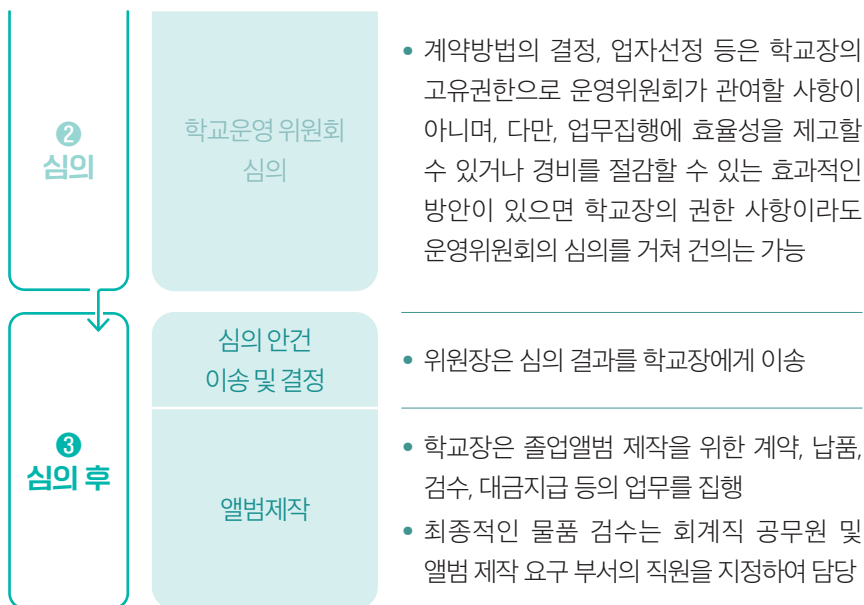 ❷
심의
학교운영 위원회
심의
• 계약방법의 결정, 업자선정 등은 학교장의
고유권한으로 운영위원회가 관여할 사항이
아니며, 다만, 업무집행에 효율성을 제고할
수 있거나 경비를 절감할 수 있는 효과적인
방안이 있으면 학교장의 권한 사항이라도
운영위원회의 심의를 거쳐 건의는 가능
❸
심의 후
심의 안건
이송 및 결정
• 위원장은 심의 결과를 학교장에게 이송
앨범제작
• 학교장은 졸업앨범 제작을 위한 계약, 납품,
검수, 대금지급 등의 업무를 집행
• 최종적인 물품 검수는 회계직 공무원 및
앨범 제작 요구 부서의 직원을 지정하여 담당